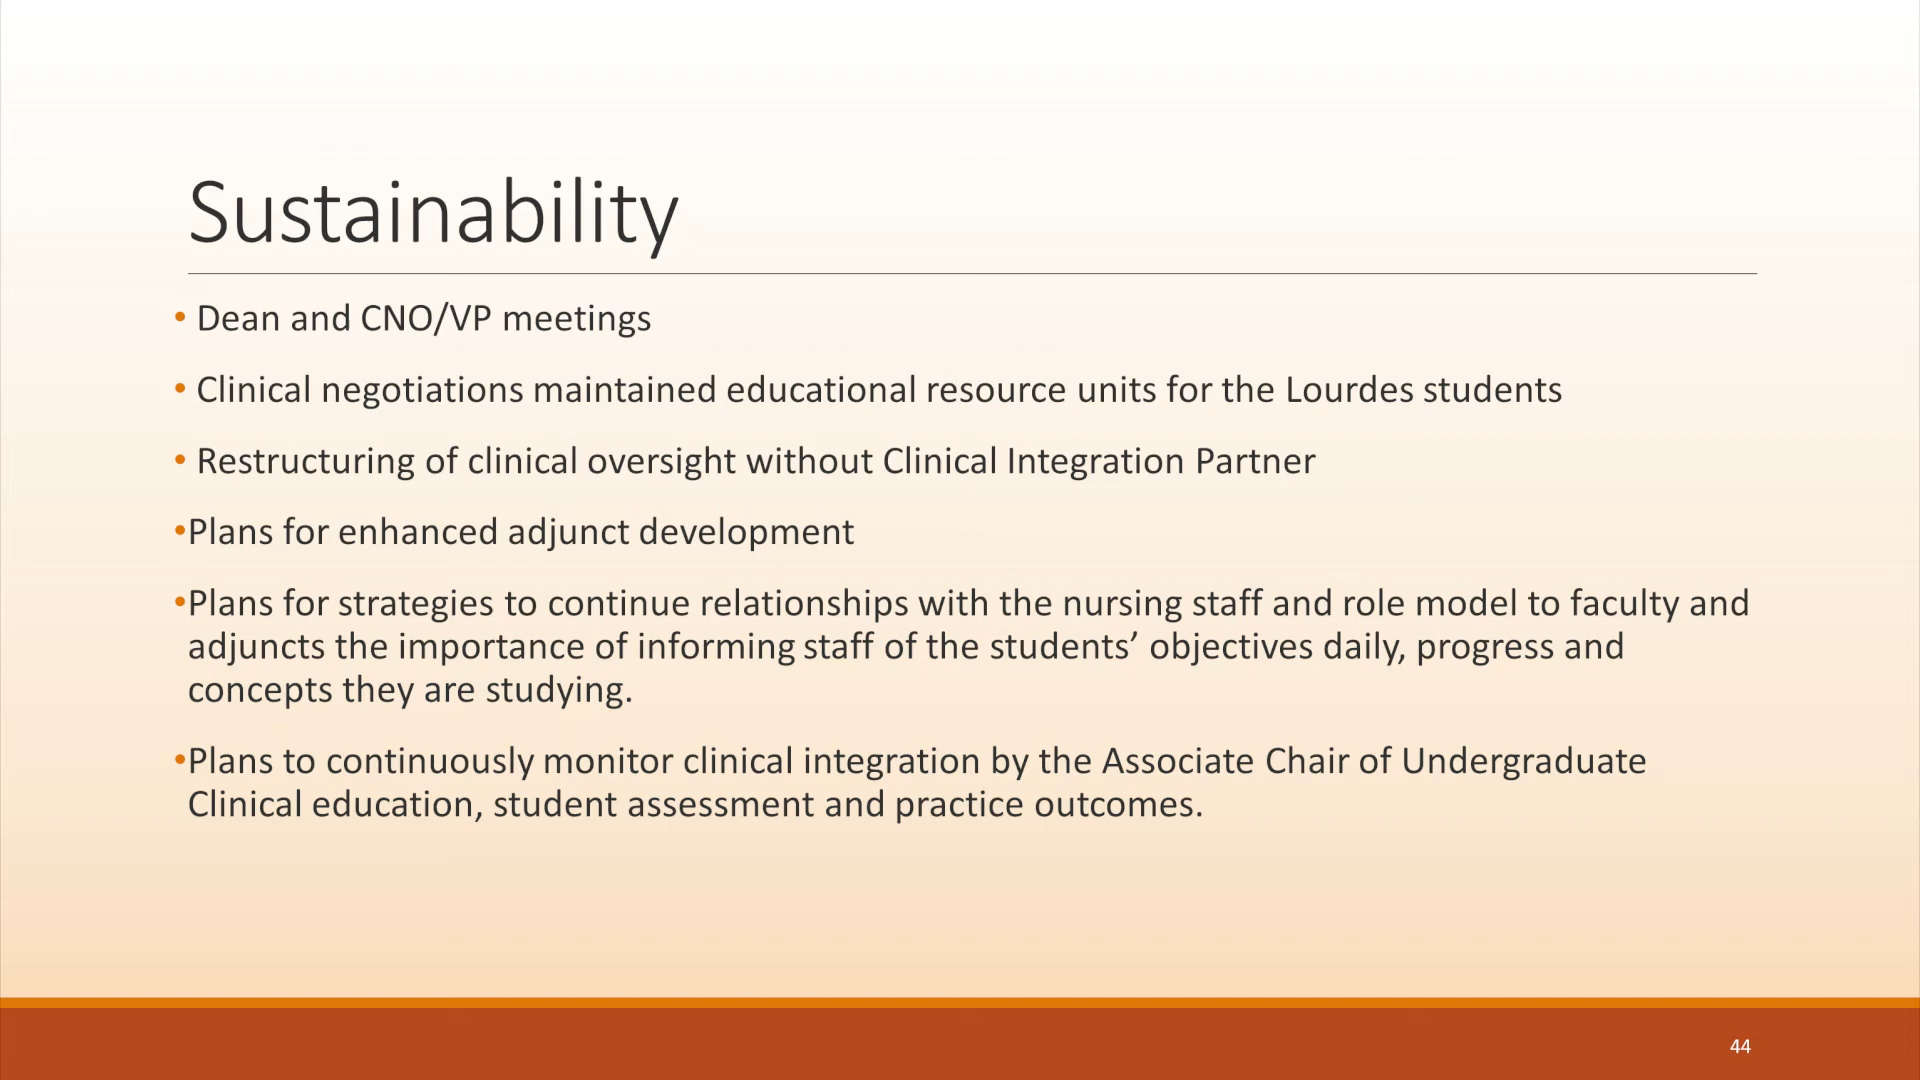 Sustainability
• Dean and CNO/VP meetings
• Clinical negotiations maintained educational resource units for the Lourdes students
• Restructuring of clinical oversight without Clinical Integration Partner
•Plans for enhanced adjunct development
•Plans for strategies to continue relationships with the nursing staff and role model to faculty and
adjuncts the importance of informing staff of the students’ objectives daily, progress and
concepts they are studying.
•Plans to continuously monitor clinical integration by the Associate Chair of Undergraduate
Clinical education, student assessment and practice outcomes.
44